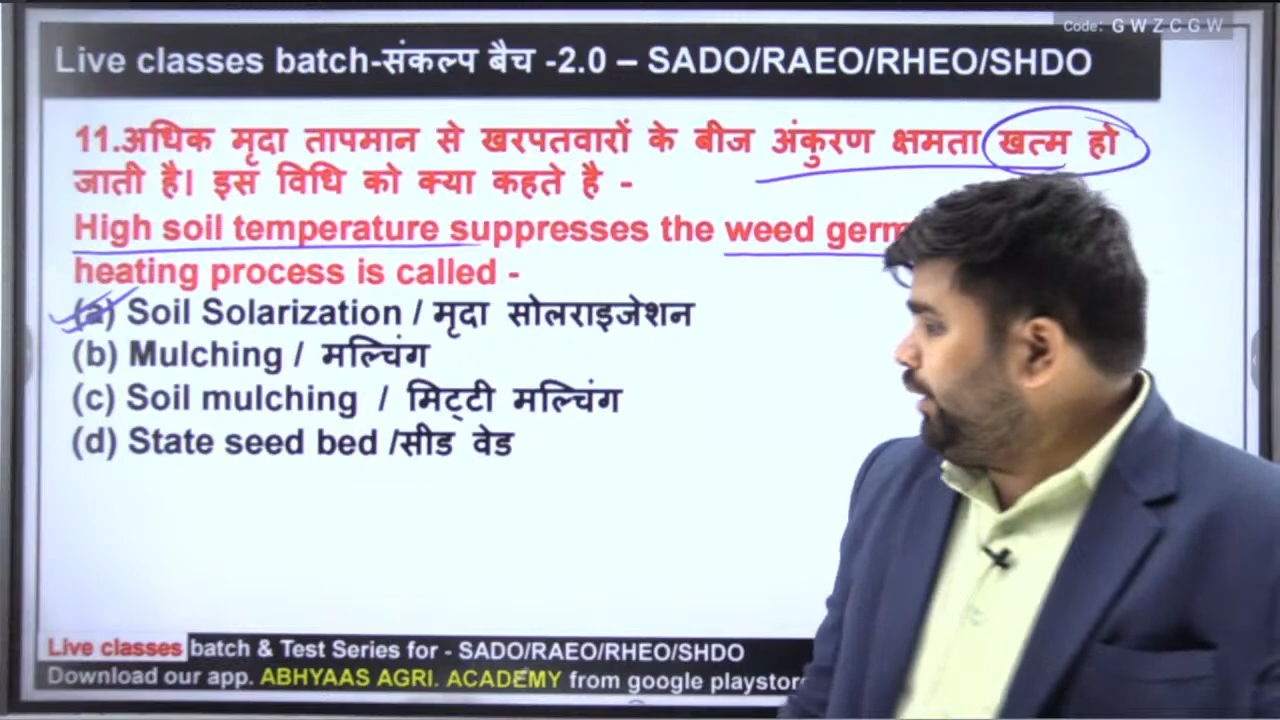 Code: G W Z C G W
Live classes batch-संकल्प बैच -2.0 – SADO/RAEO/RHEO/SHDO
11.अधिक मृदा तापमान से खरपतवारों के बीज अंकुरण क्षमता खत्म हो
जाती है। इस विधि को क्या कहते है -
High soil temperature suppresses the weed
heating process is called -
(a) Soil Solarization / मृदा सोलराइजेशन
(b) Mulching / मल्चिंग
(c) Soil mulching / मिट्टी मल्चिंग
(d) State seed bed /सीड वेड
Live classes batch & Test Series for - SADO/RAEO/RHEO/SHDO
Download our app. ABHYAAS AGRI. ACADEMY from google playstore